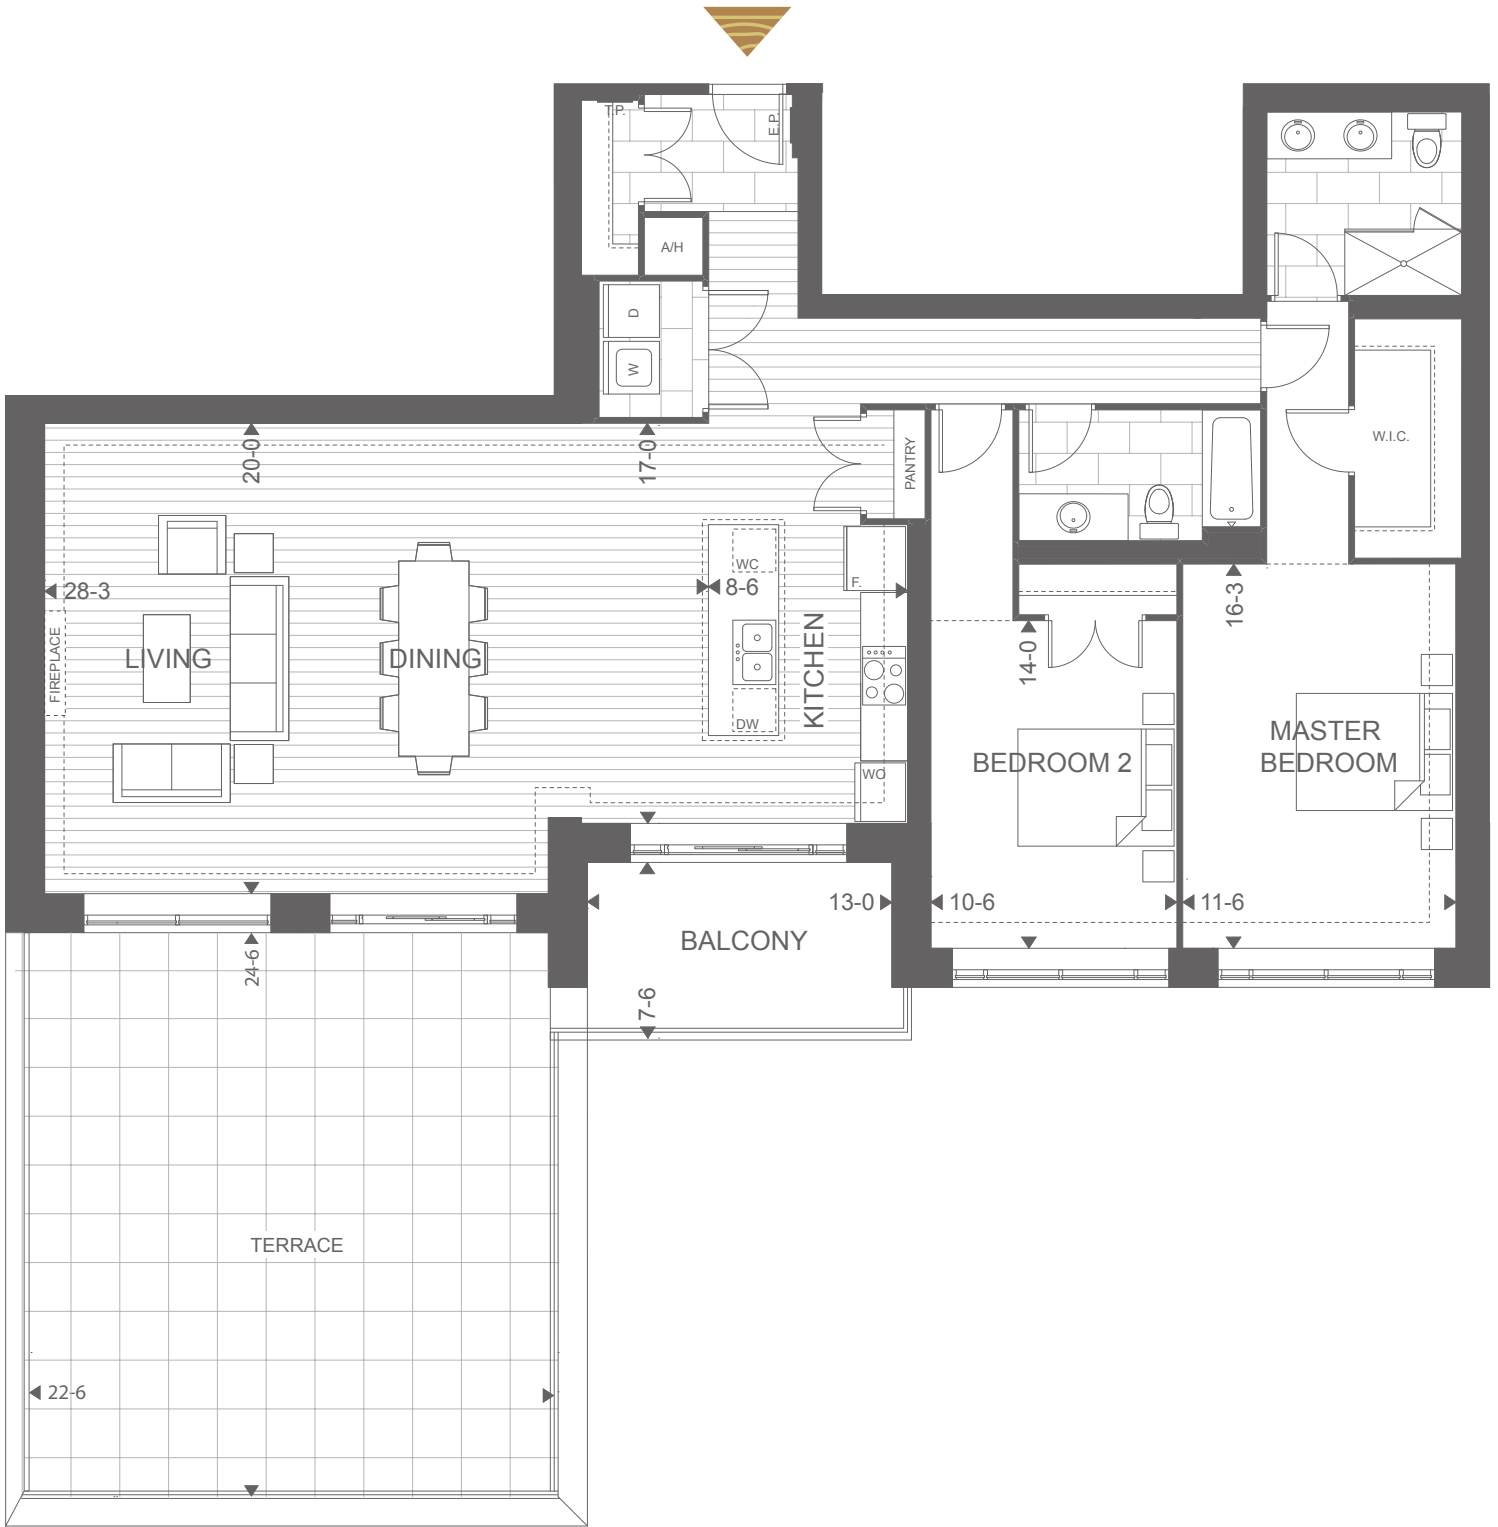 T.P.
E.P.
A/H
D
W
20-0
17-0
PANTRY
W.I.C.
WC
F.
28-3
8-6
16-3
FIREPLACE
LIVING
DINING
KITCHEN
14-0
DW
WO
BEDROOM 2
MASTER
BEDROOM
13-0
10-6
11-6
BALCONY
24-6
7-6
TERRACE
22-6